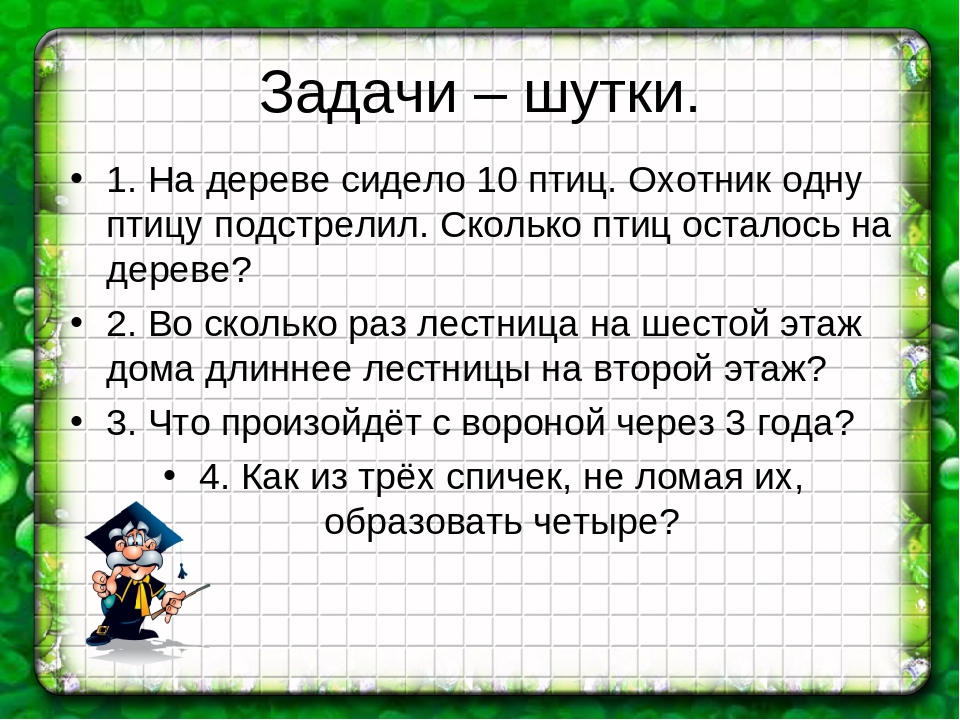 Задачи – шутки.
• 1. На дереве сидело 10 птиц. Охотник одну
птицу подстрелил. Сколько птиц осталось на
дереве?
• 2. Во сколько раз лестница на шестой этаж
дома длиннее лестницы на второй этаж?
• 3. Что произойдёт с вороной через 3 года?
• 4. Как из трёх спичек, не ломая их,
образовать четыре?